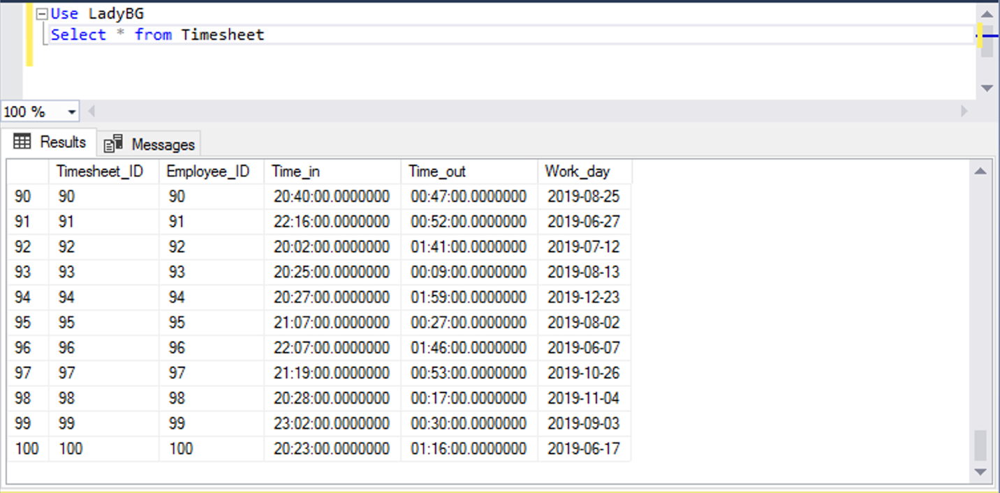 Use LadyBG
Select * from Timesheet
100 %
Results Messages
Timesheet_ID Employee_ID Time_in Time_out Work_day
90 90 90 20:40:00.0000000 00:47:00.0000000 2019-08-25
91 91 91 22:16:00.0000000 00:52:00.0000000 2019-06-27
92 92 92 20:02:00.0000000 01:41:00.0000000 2019-07-12
93 93 93 20:25:00.0000000 00:09:00.0000000 2019-08-13
94 94 94 20:27:00.0000000 01:59:00.0000000 2019-12-23
95 95 95 21:07:00.0000000 00:27:00.0000000 2019-08-02
96 96 96 22:07:00.0000000 01:46:00.0000000 2019-06-07
97 97 97 21:19:00.0000000 00:53:00.0000000 2019-10-26
98 98 98 20:28:00.0000000 00:17:00.0000000 2019-11-04
99 99 99 23:02:00.0000000 00:30:00.0000000 2019-09-03
100 100 100 20:23:00.0000000 01:16:00.0000000 2019-06-17